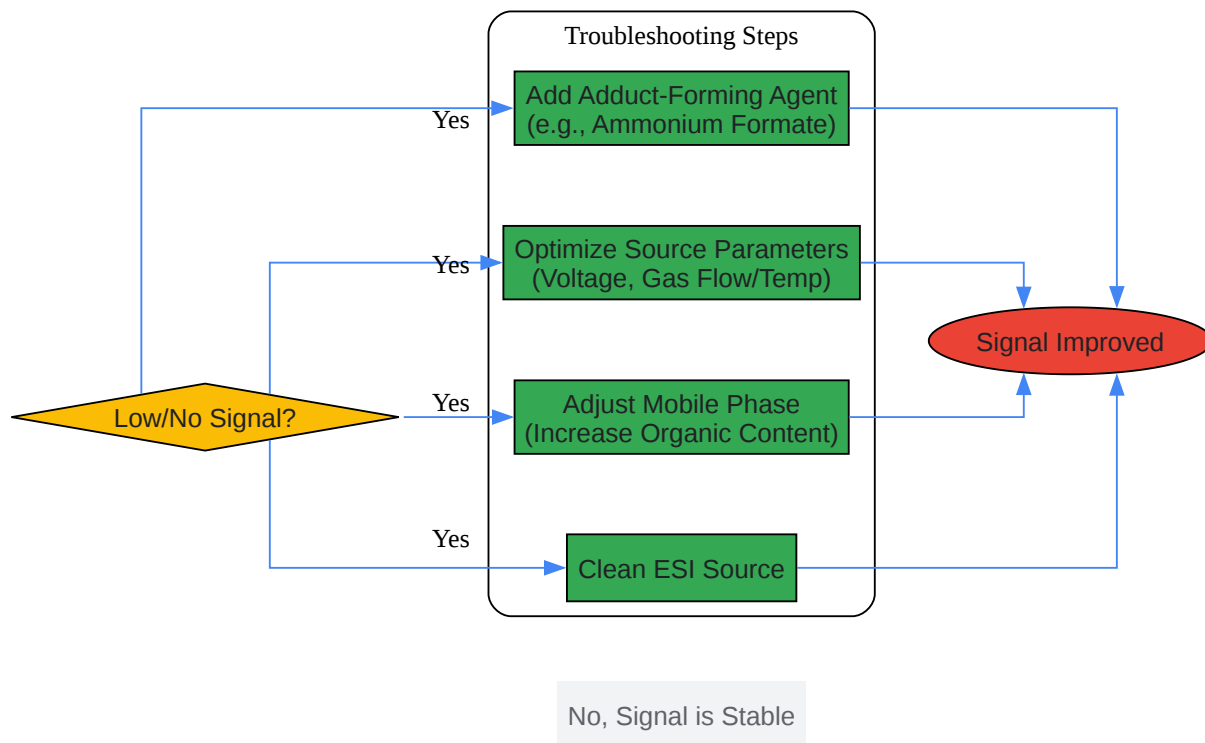 Troubleshooting Steps
Yes
Add Adduct-Forming Agent
(e.g., Ammonium Formate)
Yes
Optimize Source Parameters
(Voltage, Gas Flow/Temp)
Signal Improved
Low/No Signal?
Yes
Adjust Mobile Phase
(Increase Organic Content)
Yes
Clean ESI Source
No, Signal is Stable